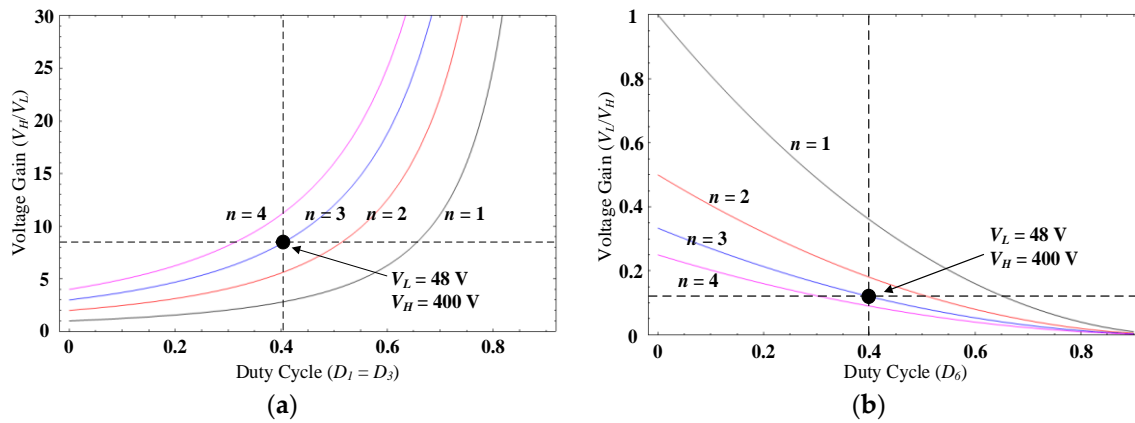 30
25
20
15
10
5
0
Voltage Gain (V_H/V_L)
n = 4
n = 3
n = 2
n = 1
V_L = 48 V
V_H = 400 V
0
0.2
0.4
0.6
0.8
Duty Cycle (D_1 = D_3)
(a)
1
0.8
0.6
0.4
0.2
0
Voltage Gain (V_L/V_H)
n = 1
n = 2
n = 3
n = 4
V_L = 48 V
V_H = 400 V
0
0.2
0.4
0.6
0.8
Duty Cycle (D_6)
(b)